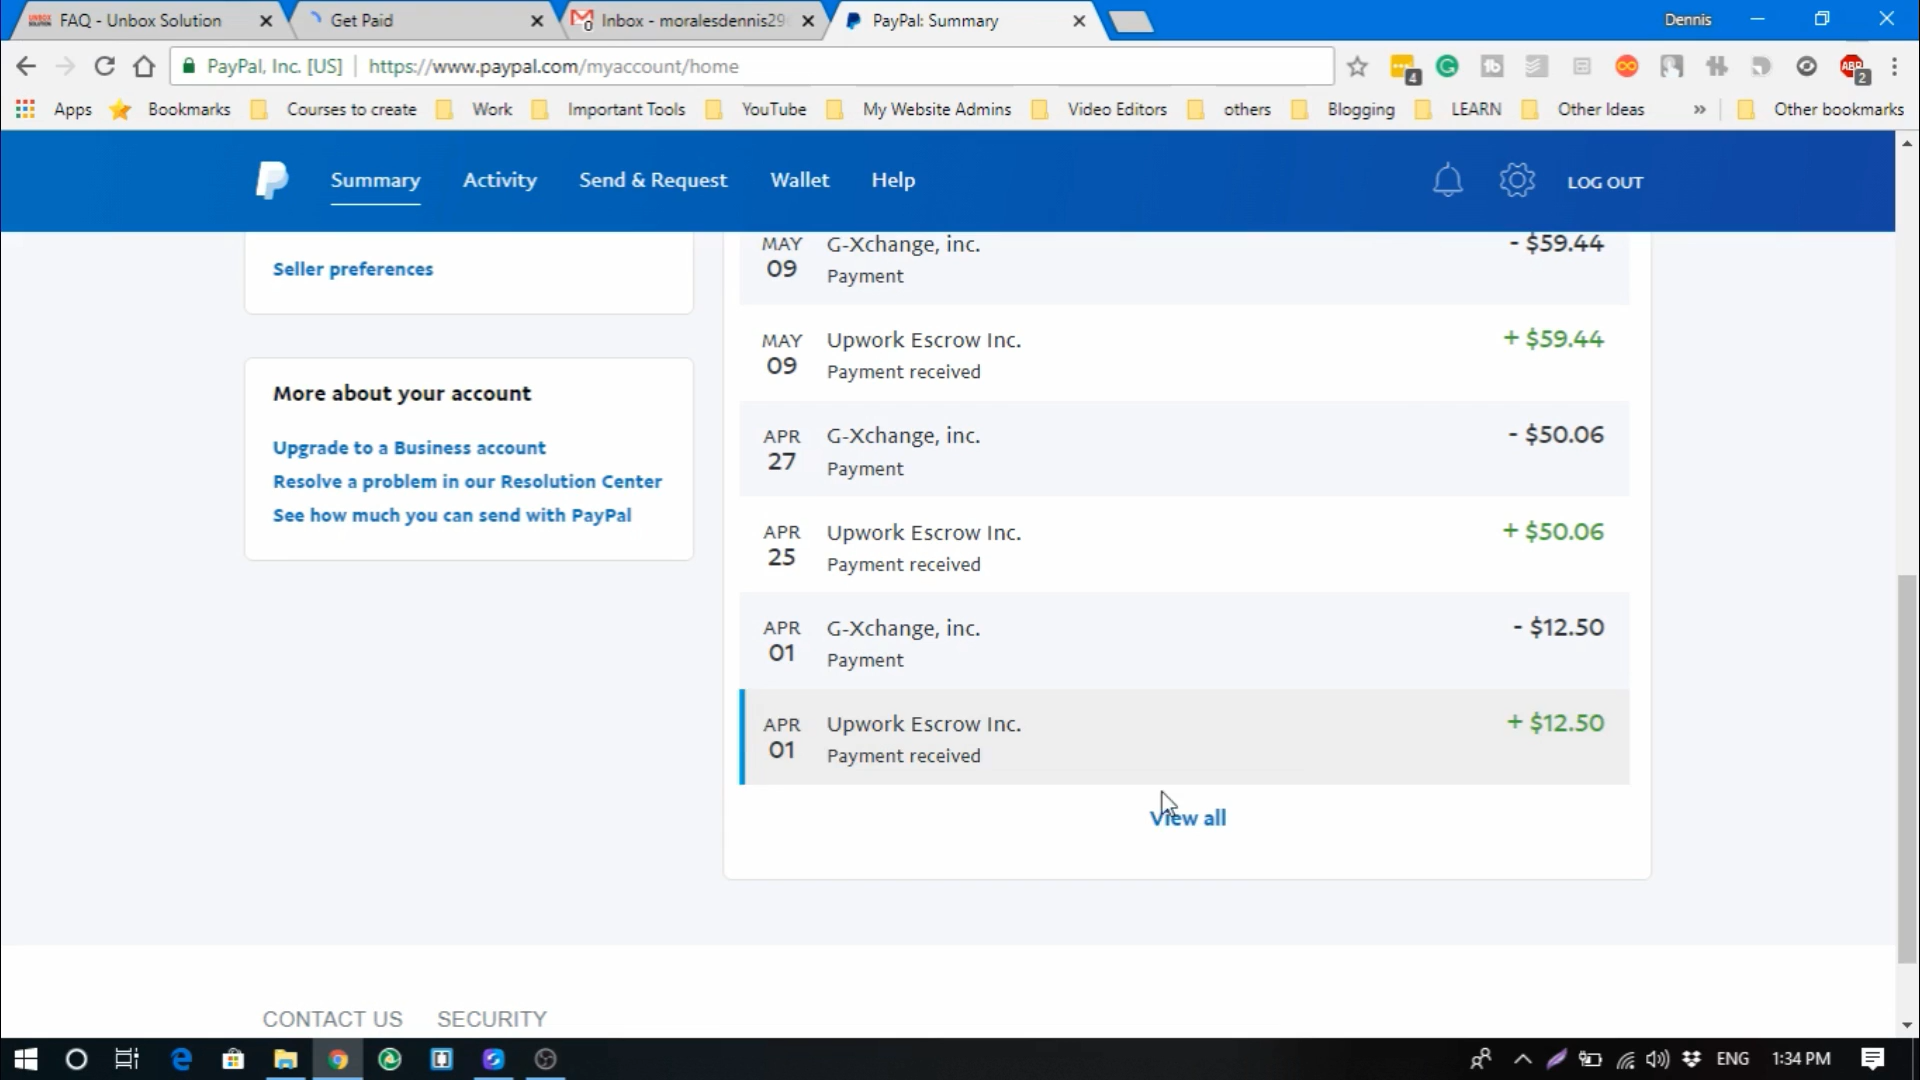 UNBOX SOLUTION FAQ - Unbox Solution
Get Paid
Inbox - moralesdennis29
PayPal: Summary
Dennis
PayPal, Inc. [US] | https://www.paypal.com/myaccount/home
4
ABP 2
Apps Bookmarks Courses to create Work Important Tools YouTube My Website Admins Video Editors others Blogging LEARN Other Ideas » Other bookmarks
Summary Activity Send & Request Wallet Help LOG OUT
Seller preferences
More about your account
Upgrade to a Business account
Resolve a problem in our Resolution Center
See how much you can send with PayPal
MAY 09 G-Xchange, inc. - $59.44
Payment
MAY 09 Upwork Escrow Inc. + $59.44
Payment received
APR 27 G-Xchange, inc. - $50.06
Payment
APR 25 Upwork Escrow Inc. + $50.06
Payment received
APR 01 G-Xchange, inc. - $12.50
Payment
APR 01 Upwork Escrow Inc. + $12.50
Payment received
View all
CONTACT US SECURITY
ENG 1:34 PM